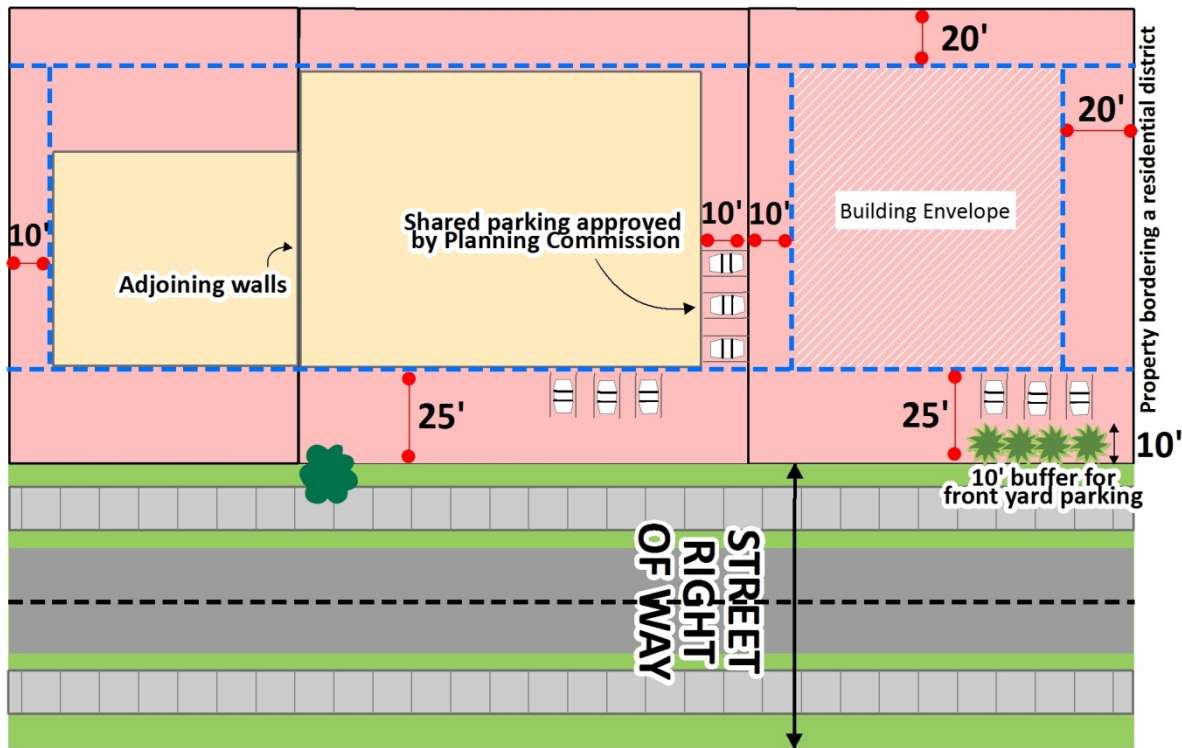 20'
20'
Property bordering a residential district
10'
Adjoining walls
Shared parking approved
by Planning Commission
10'
10'
Building Envelope
25'
25'
10'
10' buffer for
front yard parking
STREET
RIGHT
OF WAY